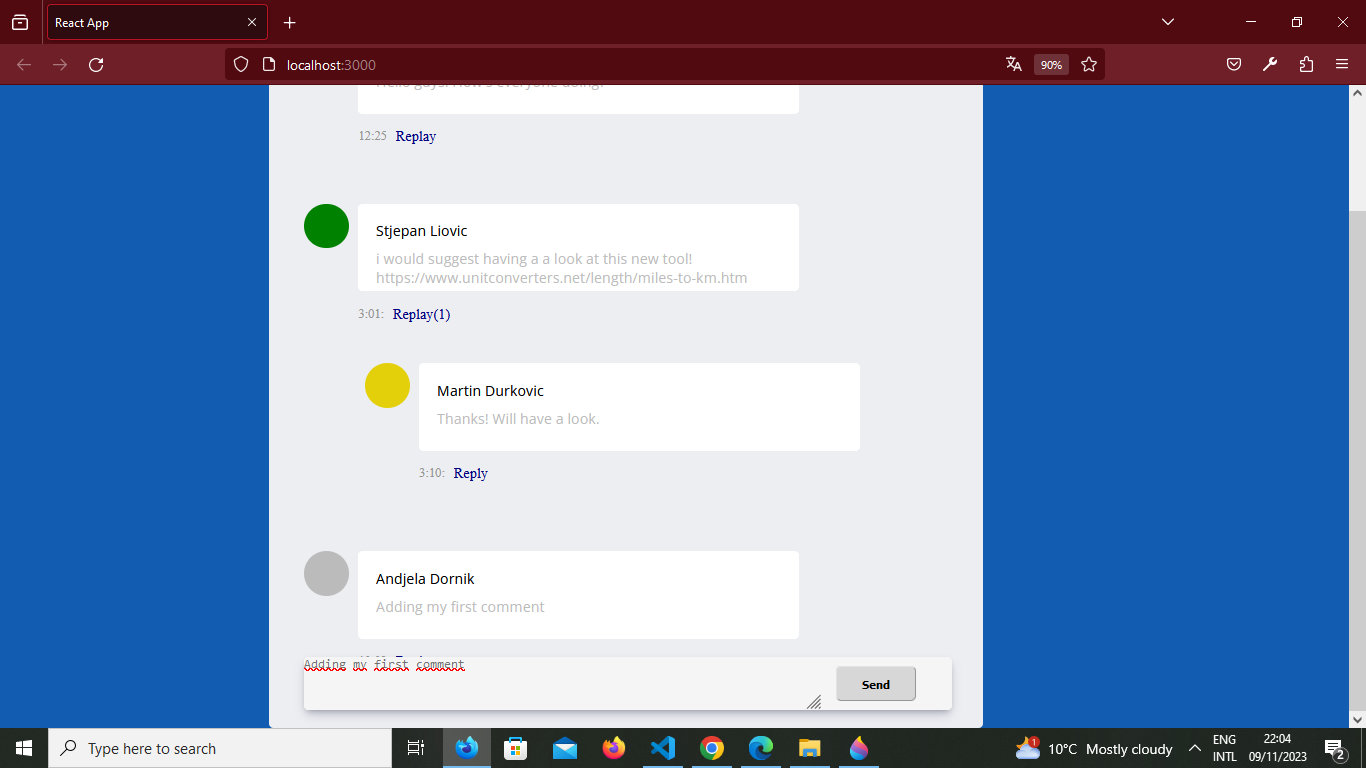 React App
localhost:3000
90%
12:25 Replay
Stjepan Liovic
i would suggest having a a look at this new tool!
https://www.unitconverters.net/length/miles-to-km.htm
3:01: Replay(1)
Martin Durkovic
Thanks! Will have a look.
3:10: Reply
Andjela Dornik
Adding my first comment
Adding my first comment
Send
Type here to search
1
10°C Mostly cloudy
ENG
INTL
22:04
09/11/2023
2